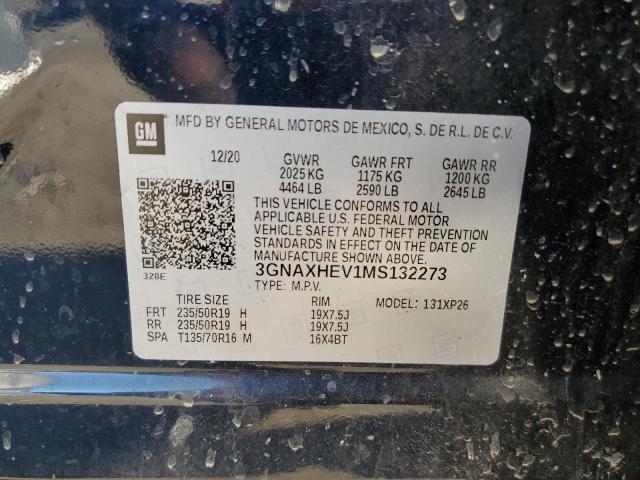 GM MFD BY GENERAL MOTORS DE MEXICO, S. DE R.L. DE C.V.
12/20 GVWR GAWR FRT GAWR RR
2025 KG 1175 KG 1200 KG
4464 LB 2590 LB 2645 LB
THIS VEHICLE CONFORMS TO ALL
APPLICABLE U.S. FEDERAL MOTOR
VEHICLE SAFETY AND THEFT PREVENTION
STANDARDS IN EFFECT ON THE DATE OF
MANUFACTURE SHOWN ABOVE.
328E 3GNAXHEV1MS132273
TYPE: M.P.V.
TIRE SIZE RIM MODEL: 131XP26
FRT 235/50R19 H 19X7.5J
RR 235/50R19 H 19X7.5J
SPA T135/70R16 M 16X4BT